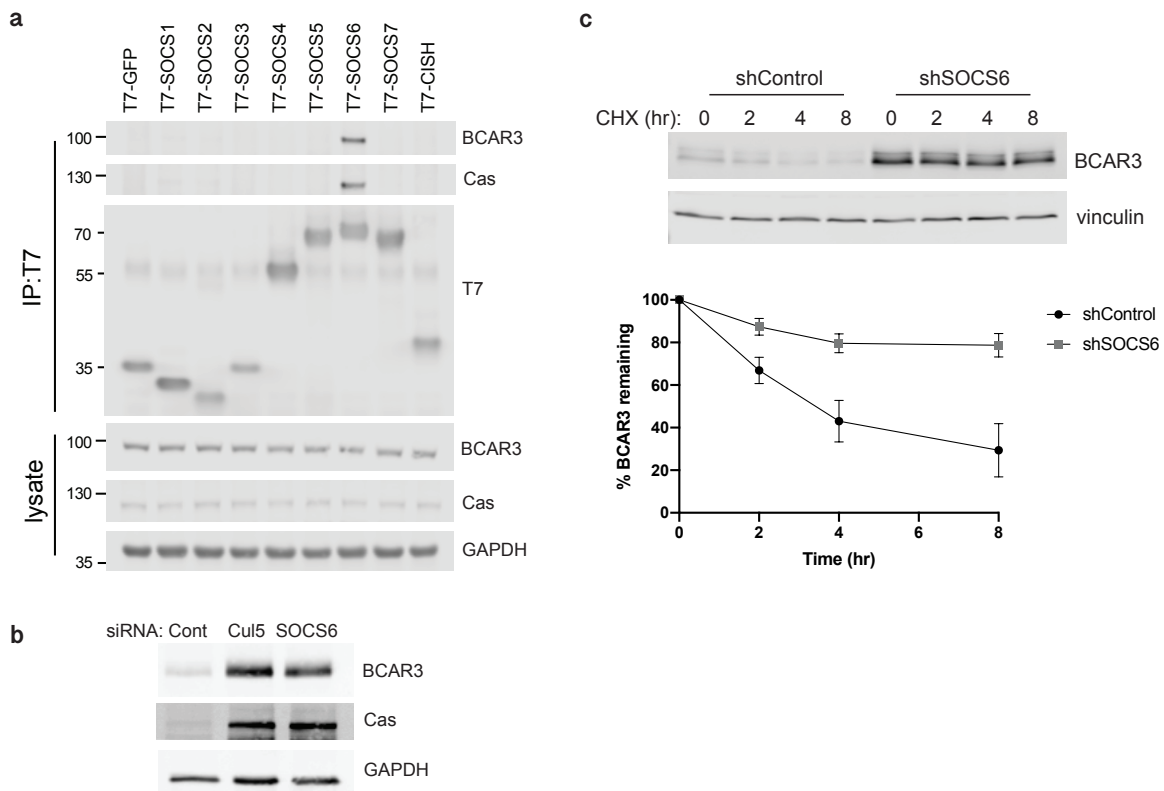 a
T7-GFP
T7-SOCS1
T7-SOCS2
T7-SOCS3
T7-SOCS4
T7-SOCS5
T7-SOCS6
T7-SOCS7
T7-CISH
IP:T7
100
BCAR3
130
Cas
70
55
35
T7
lysate
100
BCAR3
130
Cas
35
GAPDH
b
siRNA: Cont Cul5 SOCS6
BCAR3
Cas
GAPDH
c
shControl shSOCS6
CHX (hr): 0 2 4 8 0 2 4 8
BCAR3
vinculin
% BCAR3 remaining
100
80
60
40
20
0
0 2 4 6 8
Time (hr)
shControl
shSOCS6